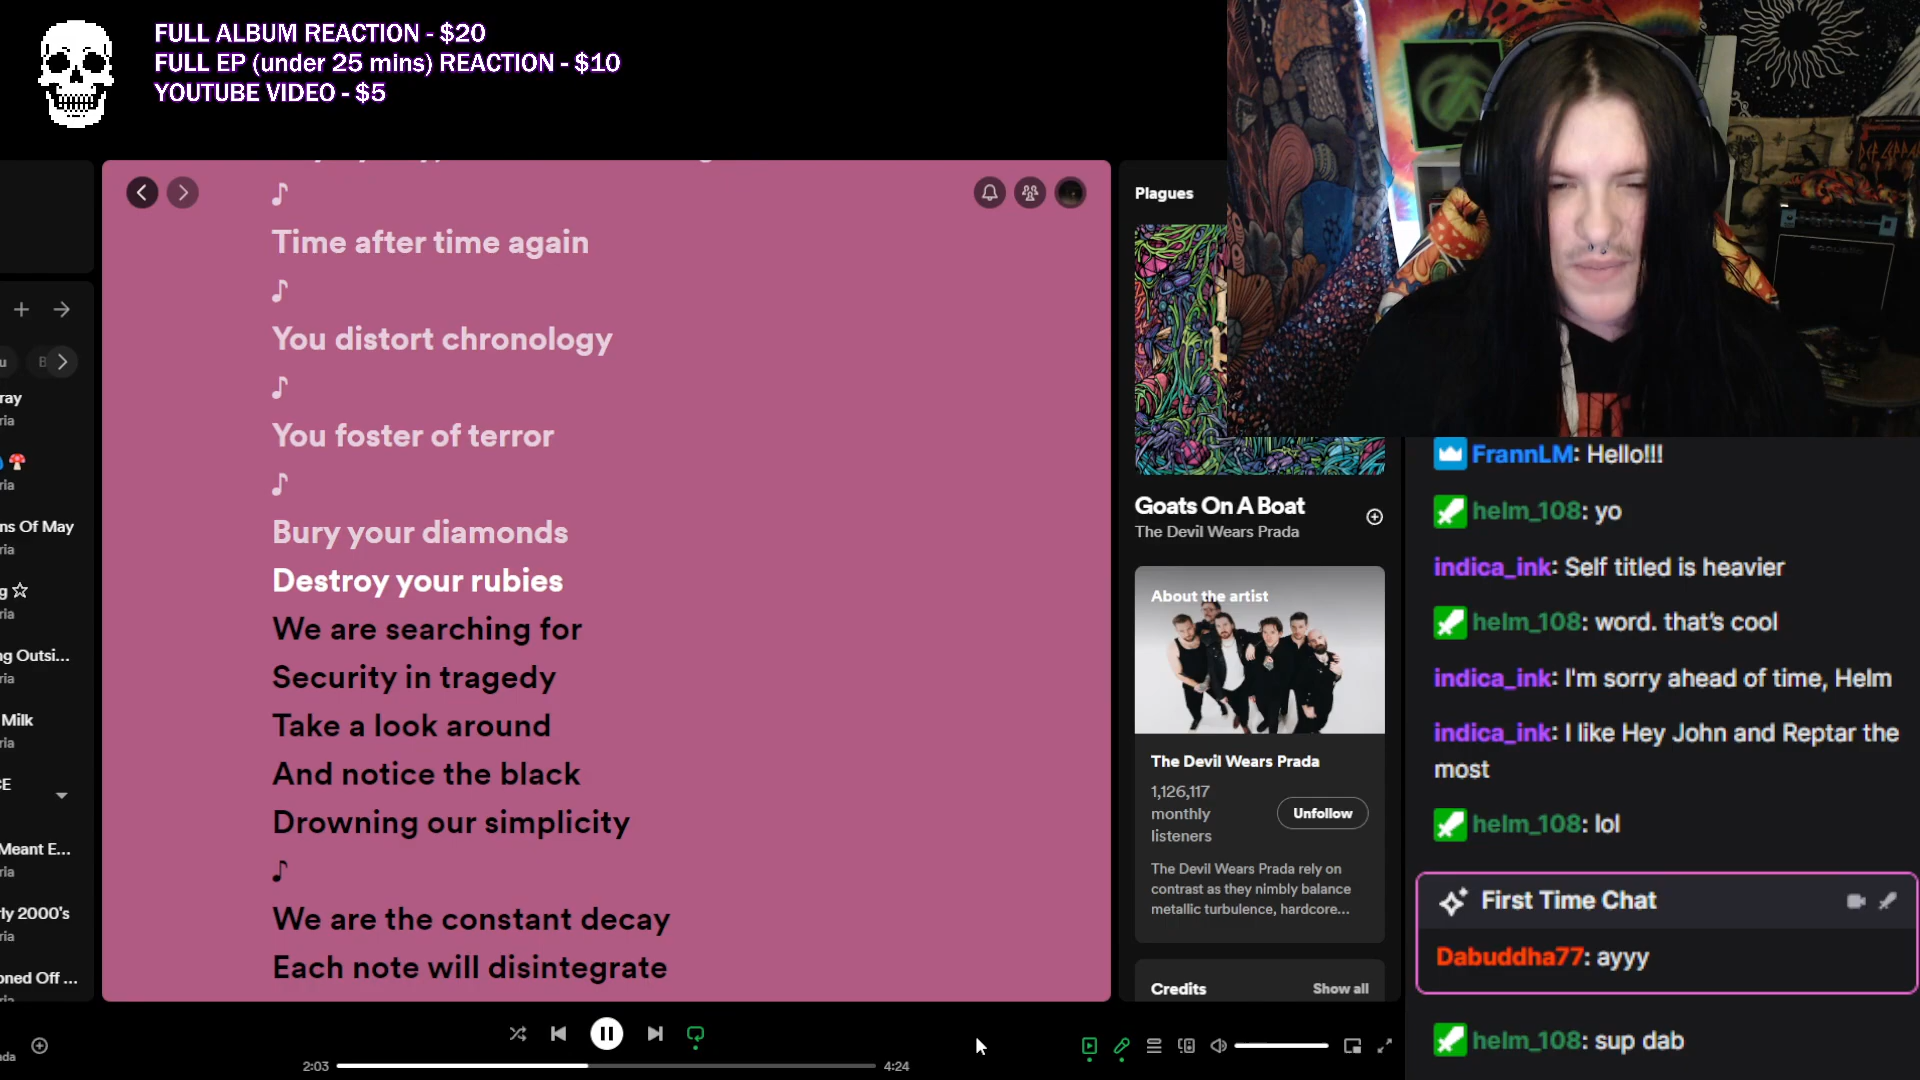 FULL ALBUM REACTION - $20
FULL EP (under 25 mins) REACTION - $10
YOUTUBE VIDEO - $5
Time after time again
You distort chronology
You foster of terror
Bury your diamonds
Destroy your rubies
We are searching for
Security in tragedy
Take a look around
And notice the black
Drowning our simplicity
We are the constant decay
Each note will disintegrate
ray
ria
ria
ns Of May
ria
g ☆
ria
ng Outsi...
ria
Milk
ria
CE
Meant E...
ria
rly 2000's
ria
oned Off ...
2:03
4:24
Plagues
Goats On A Boat
The Devil Wears Prada
About the artist
The Devil Wears Prada
1,126,117
monthly
listeners
Unfollow
The Devil Wears Prada rely on
contrast as they nimbly balance
metallic turbulence, hardcore...
Credits
Show all
FrannLM: Hello!!!
helm_108: yo
indica_ink: Self titled is heavier
helm_108: word. that's cool
indica_ink: I'm sorry ahead of time, Helm
indica_ink: I like Hey John and Reptar the
most
helm_108: lol
First Time Chat
Dabuddha77: ayyy
helm_108: sup dab